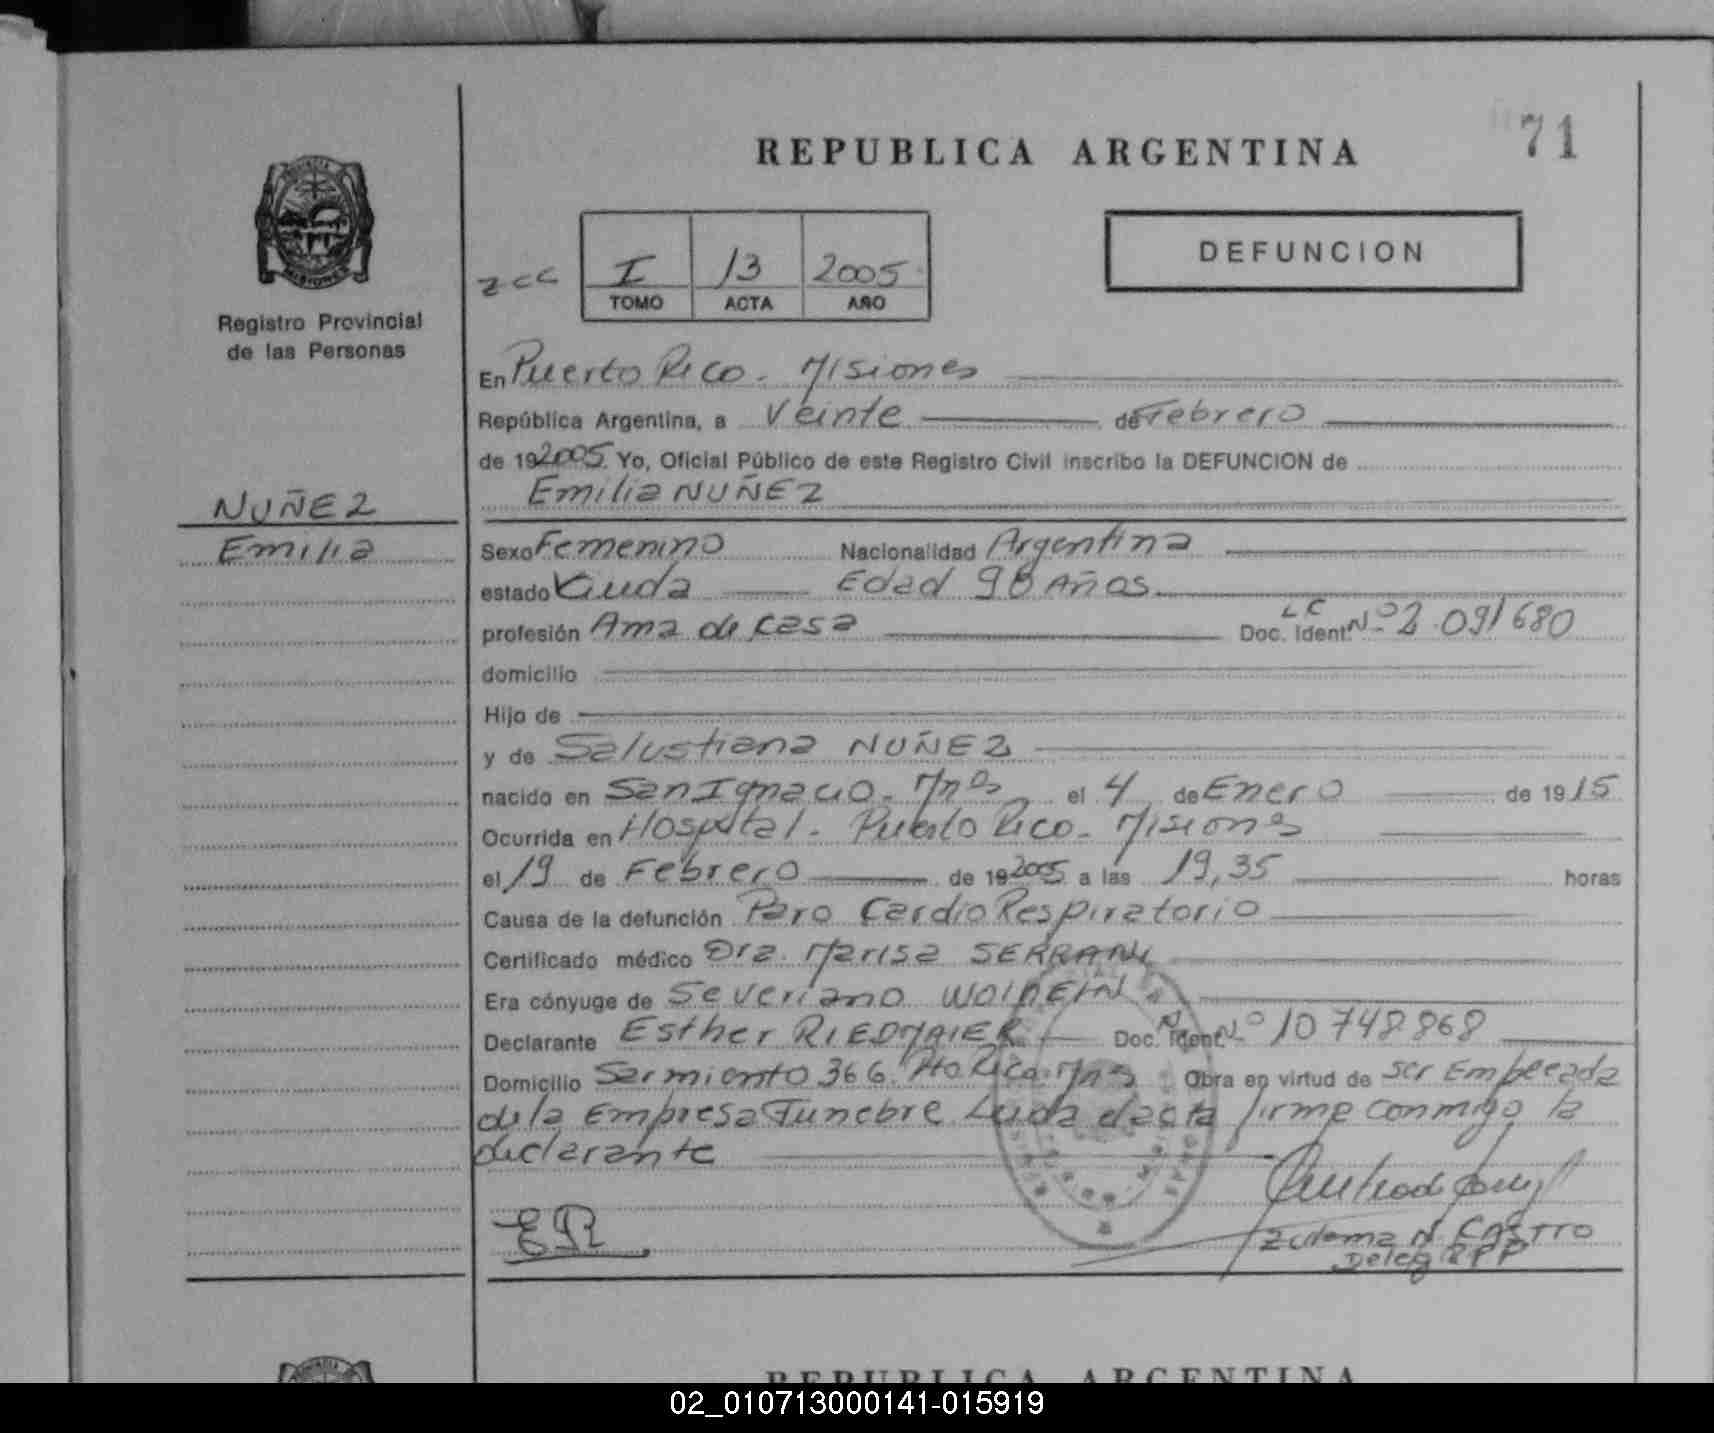 71
REPUBLICA ARGENTINA
DEFUNCION
zcc I 13 2005
TOMO ACTA AÑO
Registro Provincial
de las Personas
En Puerto Rico. Misiones
República Argentina, a Veinte de Febrero
de 192005. Yo, Oficial Público de este Registro Civil inscribo la DEFUNCION de
Emilia NUÑEZ
NUÑEZ
Emilia
Sexo Femenino Nacionalidad Argentina
estado Viuda Edad 90 Años
profesión Ama de casa Doc. Ident. LC Nº 2.091680
domicilio
Hijo de
y de Salustiana NUÑEZ
nacido en San Ignacio. Mnes el 4 de Enero de 1915
Ocurrida en Hospital. Puerto Rico. Misiones
el 19 de Febrero de 192005 a las 19,35 horas
Causa de la defunción Paro CardioRespiratorio
Certificado médico Dra. Marisa SERRANO
Era cónyuge de Severiano
Declarante Esther RIEDMAIER Doc. Ident. Nº 10748868
Domicilio Sarmiento 366. Pto Rico. Mnes Obra en virtud de ser Empleada
de la Empresa Funebre Leida el acta firma conmigo la
declarante
ER
Zulema N CASTRO
Deleg RPP
REPUBLICA ARGENTINA
02_010713000141-015919